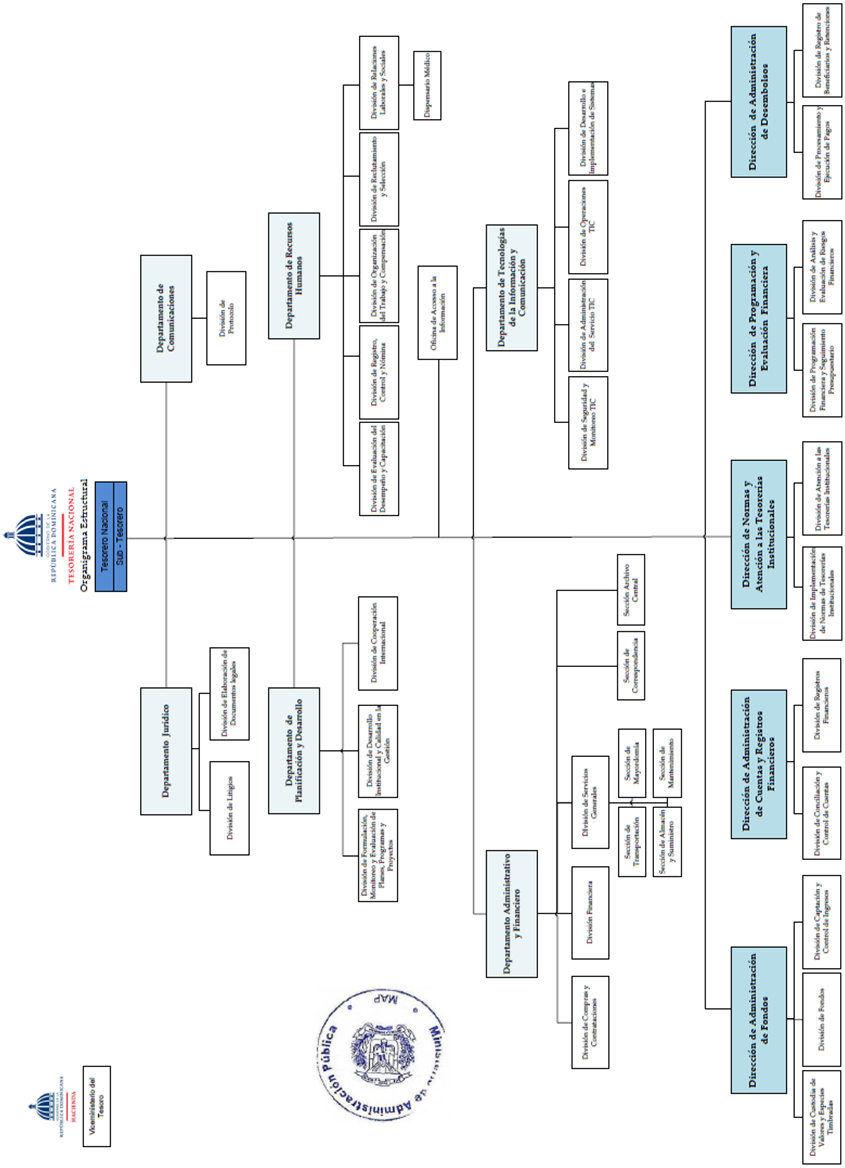 GOBIERNO DE LA
REPÚBLICA DOMINICANA
HACIENDA
Viceministerio del
Tesoro
GOBIERNO DE LA
REPÚBLICA DOMINICANA
TESORERÍA NACIONAL
Organigrama Estructural
Tesorero Nacional
Sub - Tesorero
Departamento Jurídico
División de Litigios
División de Elaboración de
Documentos legales
Departamento de
Comunicaciones
División de
Protocolo
Departamento de
Planificación y Desarrollo
División de Formulación,
Monitoreo y Evaluación de
Planes, Programas y
Proyectos
División de Desarrollo
Institucional y Calidad en la
Gestión
División de Cooperación
Internacional
Departamento de Recursos
Humanos
División de Evaluación del
Desempeño y Capacitación
División de Registro,
Control y Nómina
División de Organización
del Trabajo y Compensación
División de Reclutamiento
y Selección
División de Relaciones
Laborales y Sociales
Dispensario Médico
Oficina de Acceso a la
Información
Departamento Administrativo
y Financiero
División de Compras y
Contrataciones
División Financiera
División de Servicios
Generales
Sección de
Transportación
Sección de
Mayordomía
Sección de Almacén
y Suministro
Sección de
Mantenimiento
Sección de
Correspondencia
Sección Archivo
Central
Departamento de Tecnologías
de la Información y
Comunicación
División de Seguridad y
Monitoreo TIC
División de Administración
del Servicio TIC
División de Operaciones
TIC
División de Desarrollo e
Implementación de Sistemas
Dirección de Administración
de Fondos
División de Custodia de
Valores y Especies
Timbradas
División de Fondos
División de Captación y
Control de Ingresos
Dirección de Administración
de Cuentas y Registros
Financieros
División de Conciliación y
Control de Cuentas
División de Registros
Financieros
Dirección de Normas y
Atención a las Tesorerías
Institucionales
División de Implementación
de Normas de Tesorerías
Institucionales
División de Atención a las
Tesorerías Institucionales
Dirección de Programación y
Evaluación Financiera
División de Programación
Financiera y Seguimiento
Presupuestario
División de Análisis y
Evaluación de Riesgos
Financieros
Dirección de Administración
de Desembolsos
División de Procesamiento y
Ejecución de Pagos
División de Registro de
Beneficiarios y Retenciones
Ministerio de Administración Pública
MAP